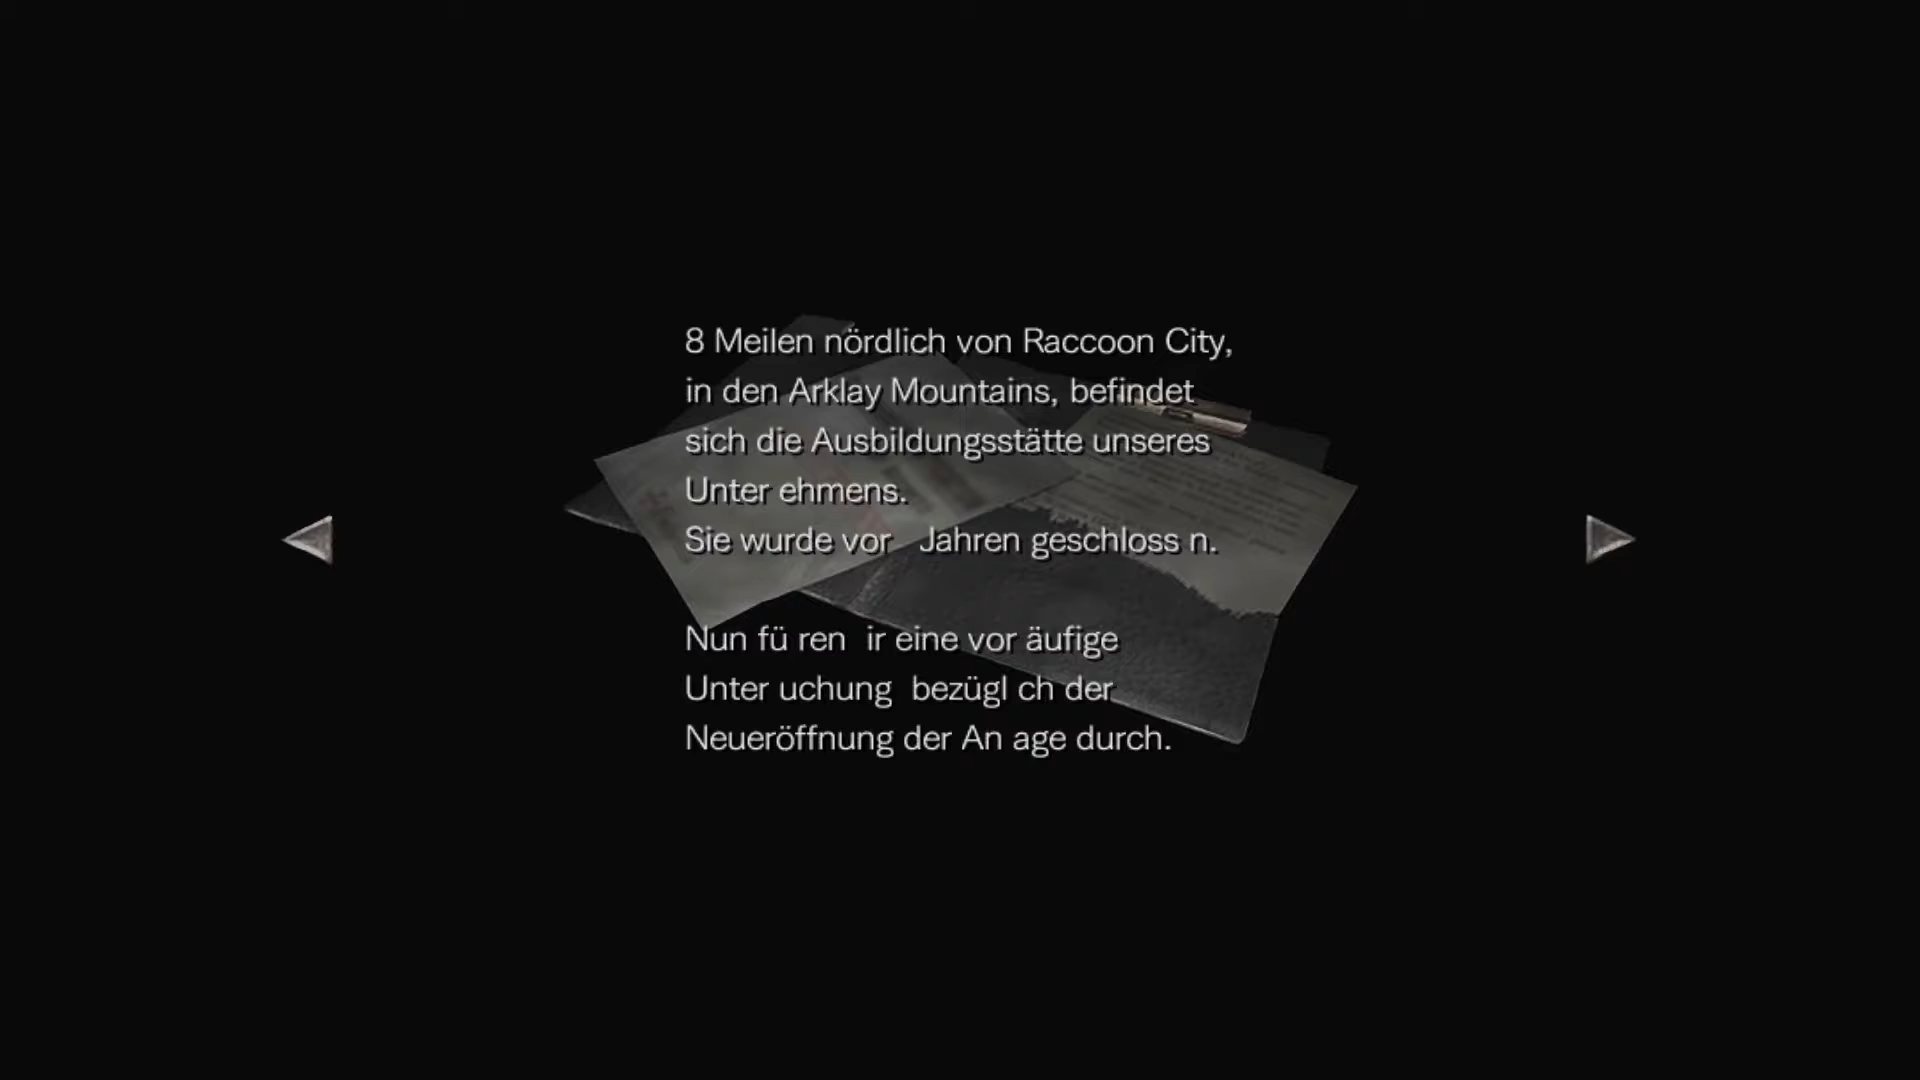 8 Meilen nördlich von Raccoon City,
in den Arklay Mountains, befindet
sich die Ausbildungsstätte unseres
Unter ehmens.
Sie wurde vor   Jahren geschloss n.
Nun fü ren  ir eine vor äufige
Unter uchung  bezügl ch der
Neueröffnung der An age durch.